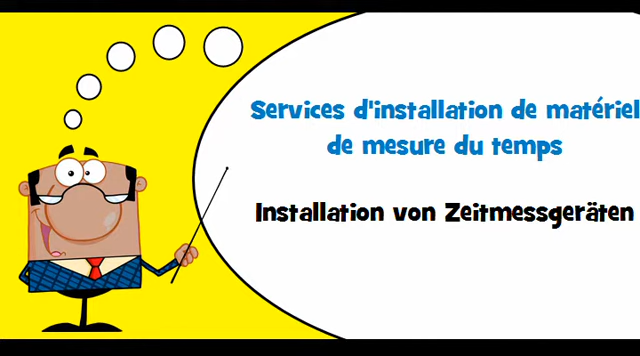 Services d'installation de matériel
de mesure du temps
Installation von Zeitmessgeräten